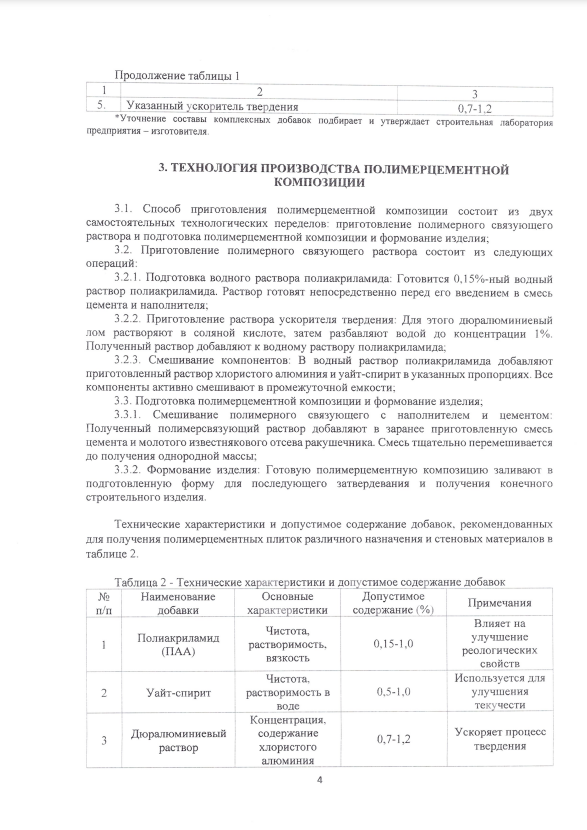 Продолжение таблицы 1
1 2 3
5. Указанный ускоритель твердения 0,7-1,2
*Уточнение составы комплексных добавок подбирает и утверждает строительная лаборатория
предприятия – изготовителя.
3. ТЕХНОЛОГИЯ ПРОИЗВОДСТВА ПОЛИМЕРЦЕМЕНТНОЙ
КОМПОЗИЦИИ
3.1. Способ приготовления полимерцементной композиции состоит из двух
самостоятельных технологических переделов: приготовление полимерного связующего
раствора и подготовка полимерцементной композиции и формование изделия;
3.2. Приготовление полимерного связующего раствора состоит из следующих
операций:
3.2.1. Подготовка водного раствора полиакриламида: Готовится 0,15%-ный водный
раствор полиакриламида. Раствор готовят непосредственно перед его введением в смесь
цемента и наполнителя;
3.2.2. Приготовление раствора ускорителя твердения: Для этого дюралюминиевый
лом растворяют в соляной кислоте, затем разбавляют водой до концентрации 1%.
Полученный раствор добавляют к водному раствору полиакриламида;
3.2.3. Смешивание компонентов: В водный раствор полиакриламида добавляют
приготовленный раствор хлористого алюминия и уайт-спирит в указанных пропорциях. Все
компоненты активно смешивают в промежуточной емкости;
3.3. Подготовка полимерцементной композиции и формование изделия;
3.3.1. Смешивание полимерного связующего с наполнителем и цементом:
Полученный полимерсвязующий раствор добавляют в заранее приготовленную смесь
цемента и молотого известнякового отсева ракушечника. Смесь тщательно перемешивается
до получения однородной массы;
3.3.2. Формование изделия: Готовую полимерцементную композицию заливают в
подготовленную форму для последующего затвердевания и получения конечного
строительного изделия.
Технические характеристики и допустимое содержание добавок, рекомендованных
для получения полимерцементных плиток различного назначения и стеновых материалов в
таблице 2.
Таблица 2 - Технические характеристики и допустимое содержание добавок
№ п/п Наименование добавки Основные характеристики Допустимое содержание (%) Примечания
1 Полиакриламид (ПАА) Чистота, растворимость, вязкость 0,15-1,0 Влияет на улучшение реологических свойств
2 Уайт-спирит Чистота, растворимость в воде 0,5-1,0 Используется для улучшения текучести
3 Дюралюминиевый раствор Концентрация, содержание хлористого алюминия 0,7-1,2 Ускоряет процесс твердения
4